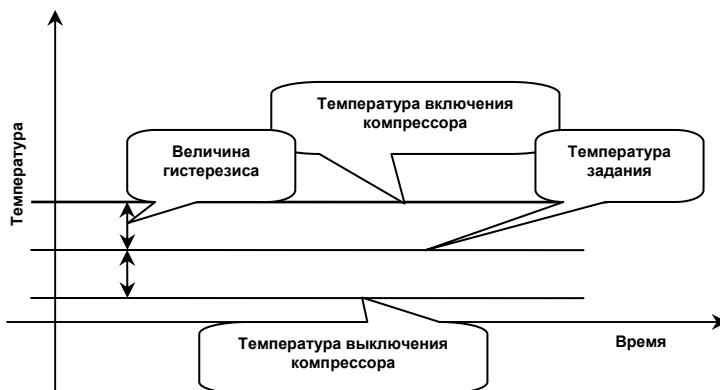 Температура включения
компрессора
Величина
гистерезиса
Температура
задания
Температура
Температура выключения
компрессора
Время